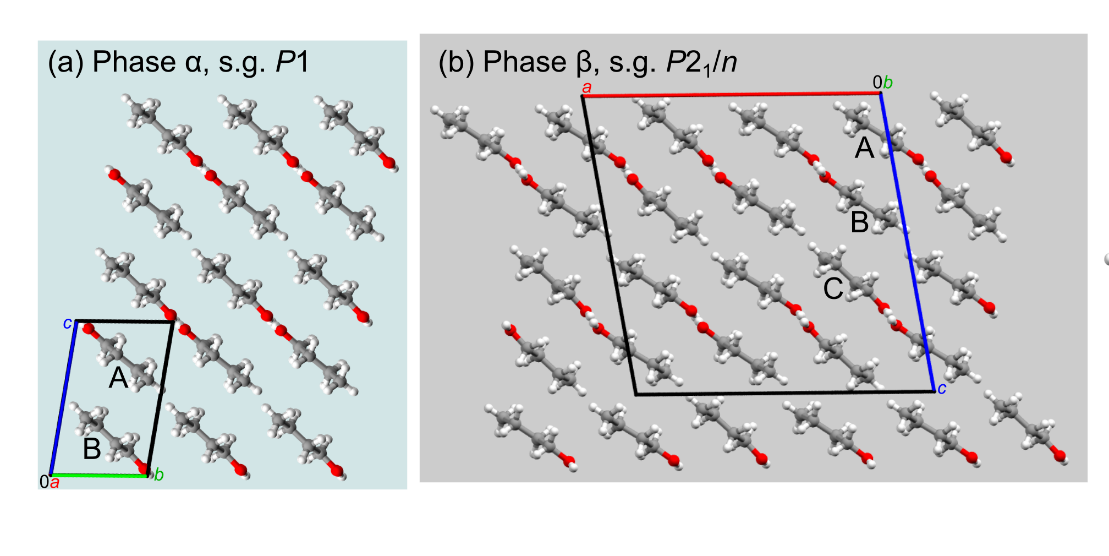 (a) Phase α, s.g. P1
(b) Phase β, s.g. P2₁/n
a
0b
A
B
C
c
A
B
c
0a
b